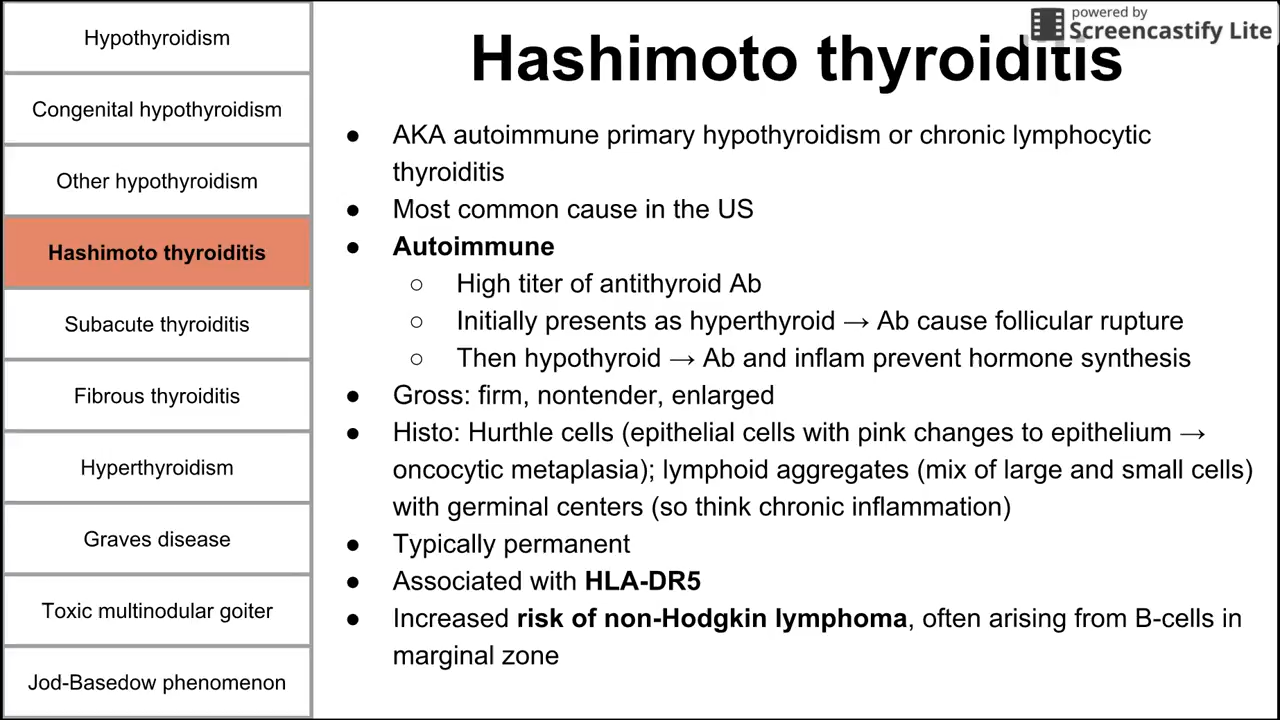 Hypothyroidism
Congenital hypothyroidism
Other hypothyroidism
Hashimoto thyroiditis
Subacute thyroiditis
Fibrous thyroiditis
Hyperthyroidism
Graves disease
Toxic multinodular goiter
Jod-Basedow phenomenon
powered by
Screencastify Lite
Hashimoto thyroiditis
● AKA autoimmune primary hypothyroidism or chronic lymphocytic
thyroiditis
● Most common cause in the US
● Autoimmune
○ High titer of antithyroid Ab
○ Initially presents as hyperthyroid → Ab cause follicular rupture
○ Then hypothyroid → Ab and inflam prevent hormone synthesis
● Gross: firm, nontender, enlarged
● Histo: Hurthle cells (epithelial cells with pink changes to epithelium →
oncocytic metaplasia); lymphoid aggregates (mix of large and small cells)
with germinal centers (so think chronic inflammation)
● Typically permanent
● Associated with HLA-DR5
● Increased risk of non-Hodgkin lymphoma, often arising from B-cells in
marginal zone